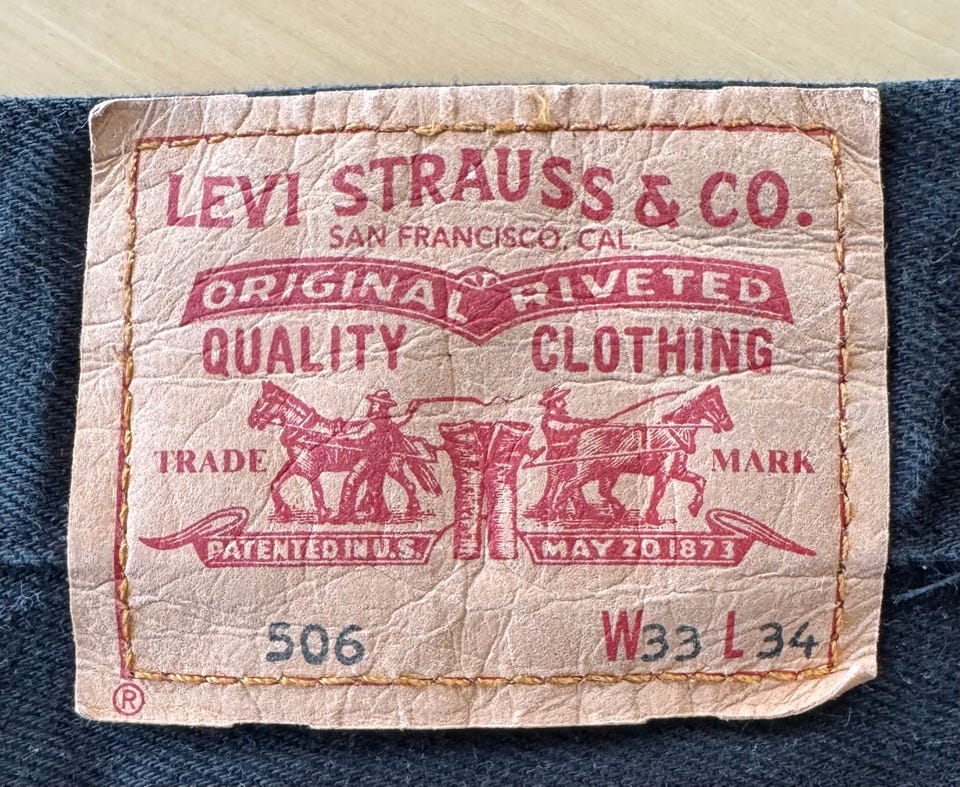 LEVI STRAUSS & CO.
SAN FRANCISCO, CAL.
ORIGINAL RIVETED
QUALITY CLOTHING
TRADE MARK
PATENTED IN U.S. MAY 20 1873
506 W33 L34
®